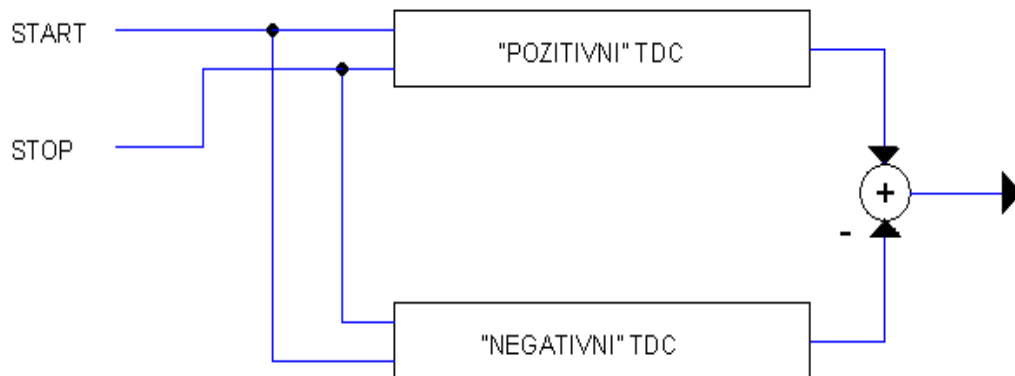 START
"POZITIVNI" TDC
STOP
+
-
"NEGATIVNI" TDC